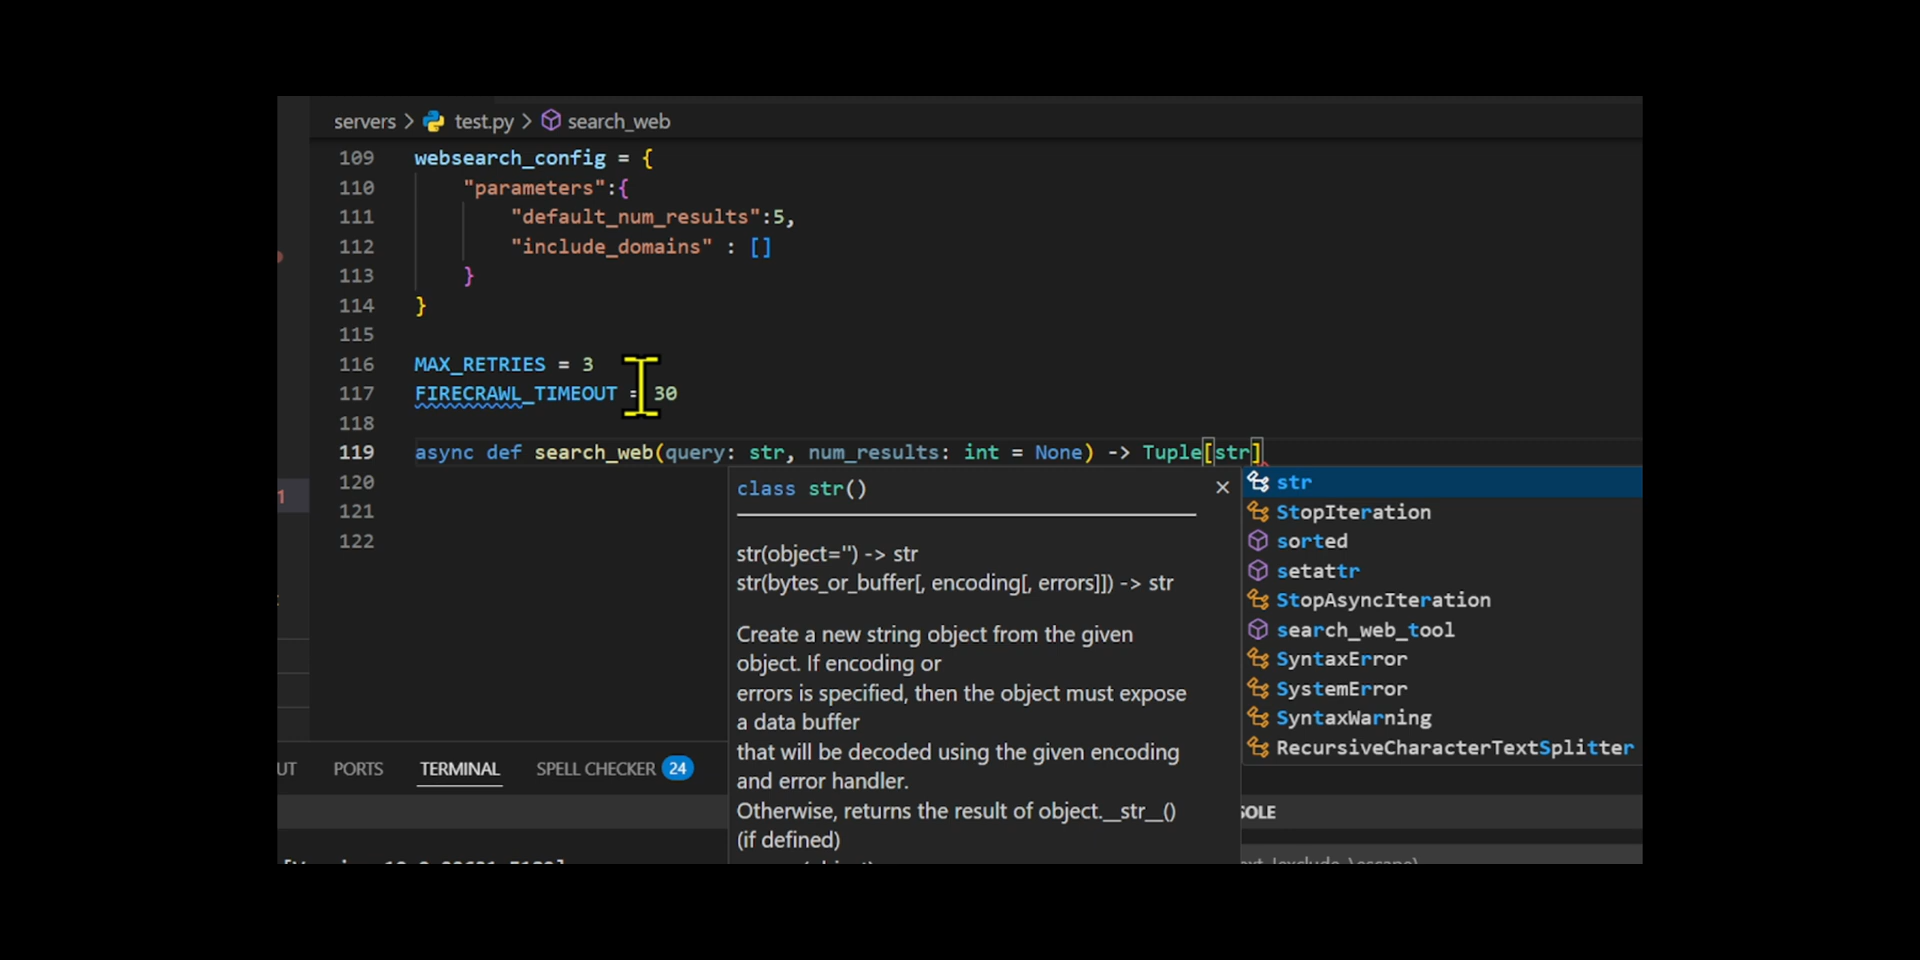 servers > test.py > search_web
109 websearch_config = {
110 "parameters":{
111 "default_num_results":5,
112 "include_domains" : []
113 }
114 }
115
116 MAX_RETRIES = 3
117 FIRECRAWL_TIMEOUT = 30
118
119 async def search_web(query: str, num_results: int = None) -> Tuple[str]
120
121
122
1
class str()
str(object='') -> str
str(bytes_or_buffer[, encoding[, errors]]) -> str
Create a new string object from the given
object. If encoding or
errors is specified, then the object must expose
a data buffer
that will be decoded using the given encoding
and error handler.
Otherwise, returns the result of object.__str__()
(if defined)
str
StopIteration
sorted
setattr
StopAsyncIteration
search_web_tool
SyntaxError
SystemError
SyntaxWarning
RecursiveCharacterTextSplitter
UT PORTS TERMINAL SPELL CHECKER 24
SOLE